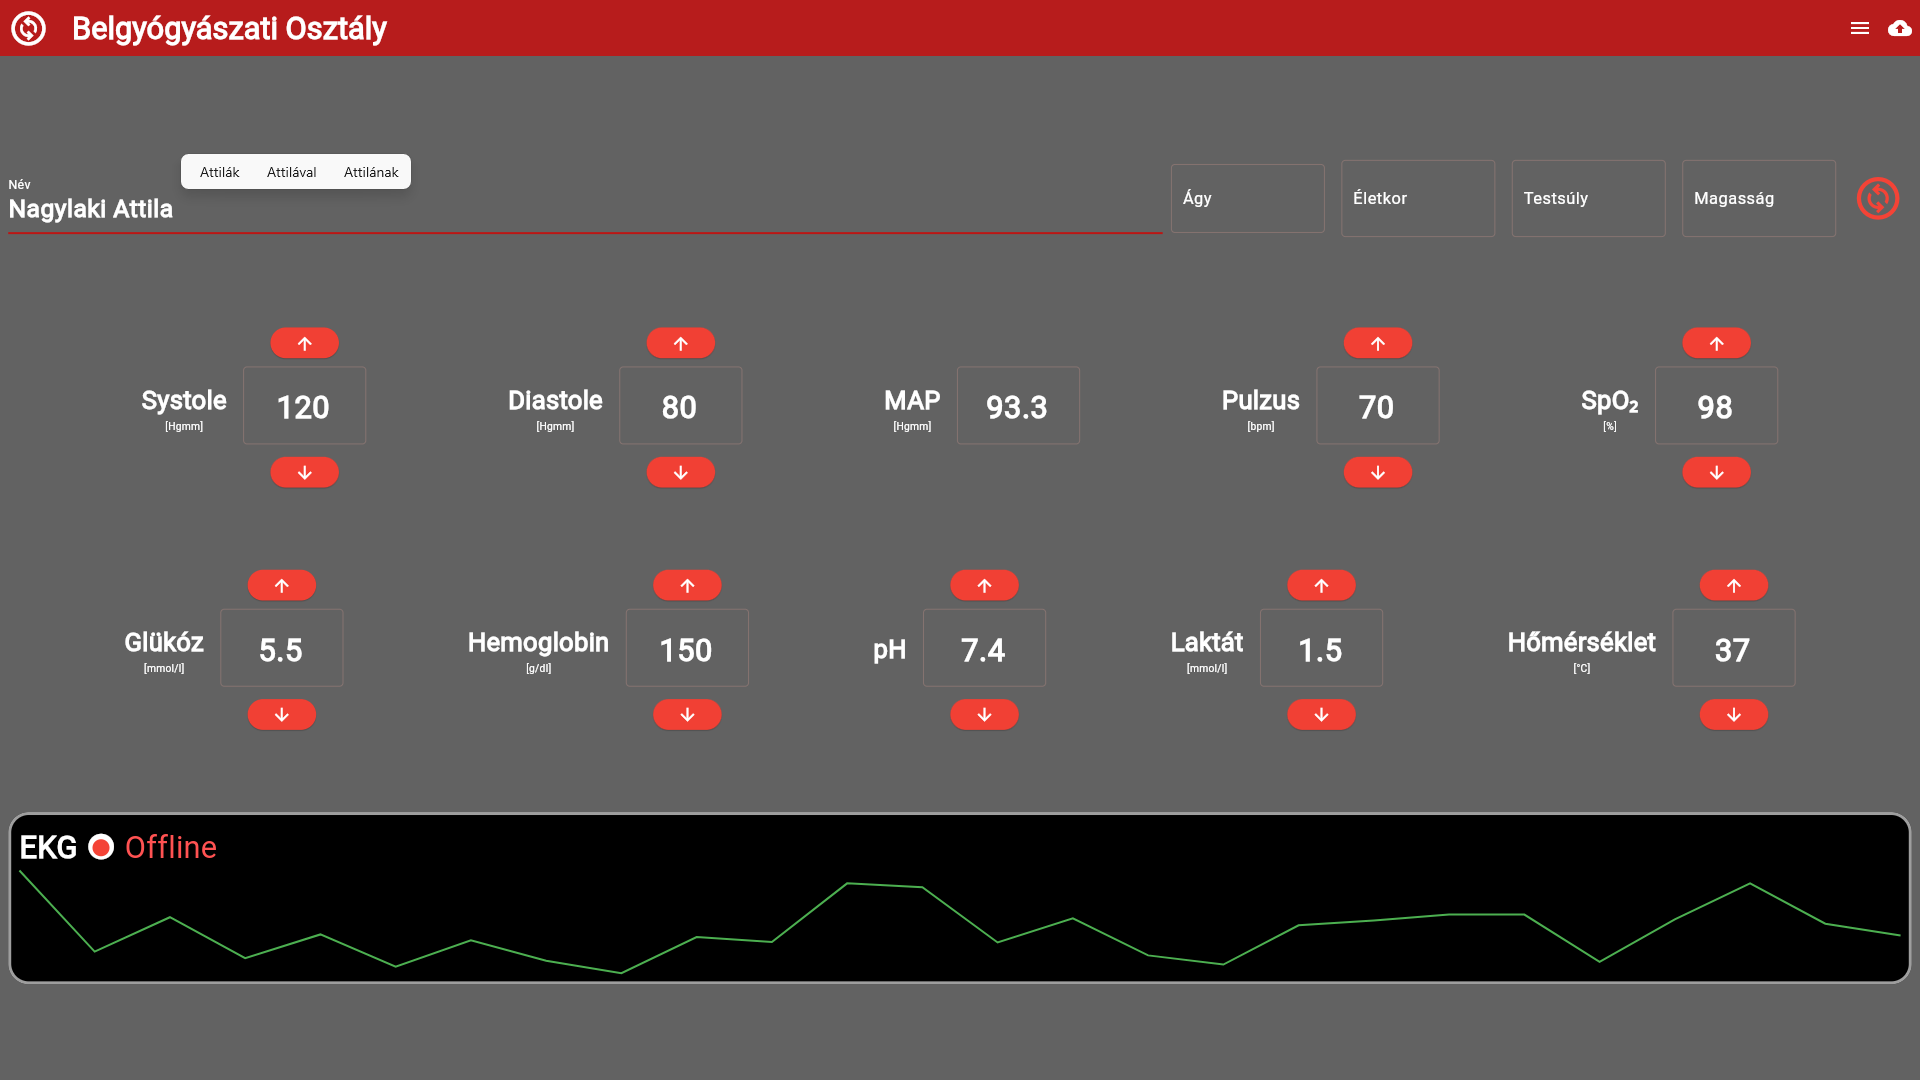 Belgyógyászati Osztály
Attilák Attilával Attilának
Név
Nagylaki Attila
Ágy
Életkor
Testsúly
Magasság
Systole
[Hgmm]
120
Diastole
[Hgmm]
80
MAP
[Hgmm]
93.3
Pulzus
[bpm]
70
SpO₂
[%]
98
Glükóz
[mmol/l]
5.5
Hemoglobin
[g/dl]
150
pH
7.4
Laktát
[mmol/l]
1.5
Hőmérséklet
[°C]
37
EKG Offline